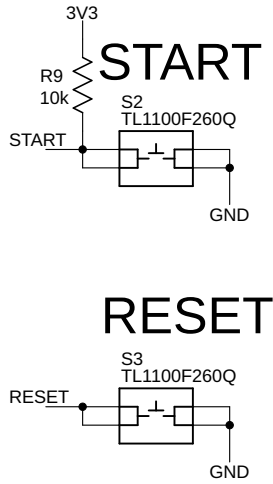 3V3
START
R9
10k
S2
TL1100F260Q
START
GND
RESET
S3
TL1100F260Q
RESET
GND